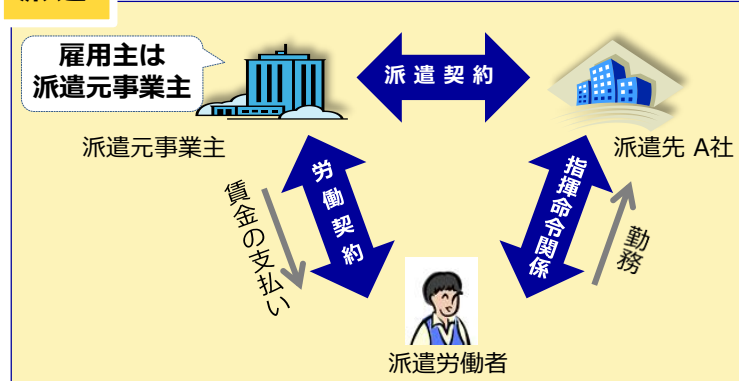 雇用主は
派遣元事業主
派遣契約
派遣元事業主
派遣先 A社
労働契約
賃金の支払い
指揮命令関係
勤務
派遣労働者